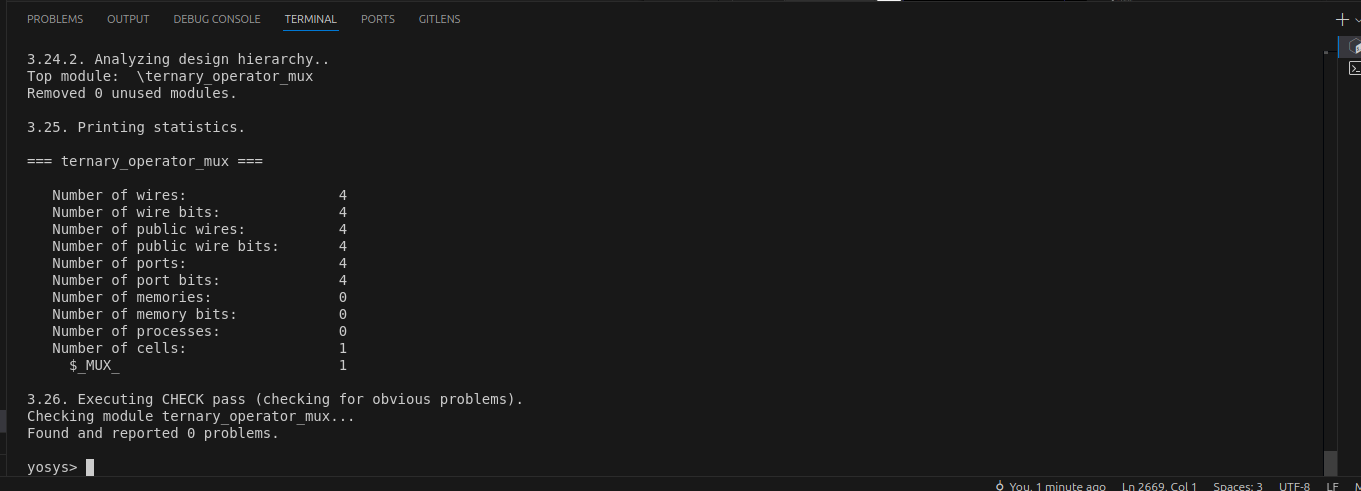 PROBLEMS OUTPUT DEBUG CONSOLE TERMINAL PORTS GITLENS
3.24.2. Analyzing design hierarchy..
Top module:  \ternary_operator_mux
Removed 0 unused modules.
3.25. Printing statistics.
=== ternary_operator_mux ===
Number of wires: 4
Number of wire bits: 4
Number of public wires: 4
Number of public wire bits: 4
Number of ports: 4
Number of port bits: 4
Number of memories: 0
Number of memory bits: 0
Number of processes: 0
Number of cells: 1
$_MUX_ 1
3.26. Executing CHECK pass (checking for obvious problems).
Checking module ternary_operator_mux...
Found and reported 0 problems.
yosys>
You, 1 minute ago Ln 2669, Col 1 Spaces: 3 UTF-8 LF